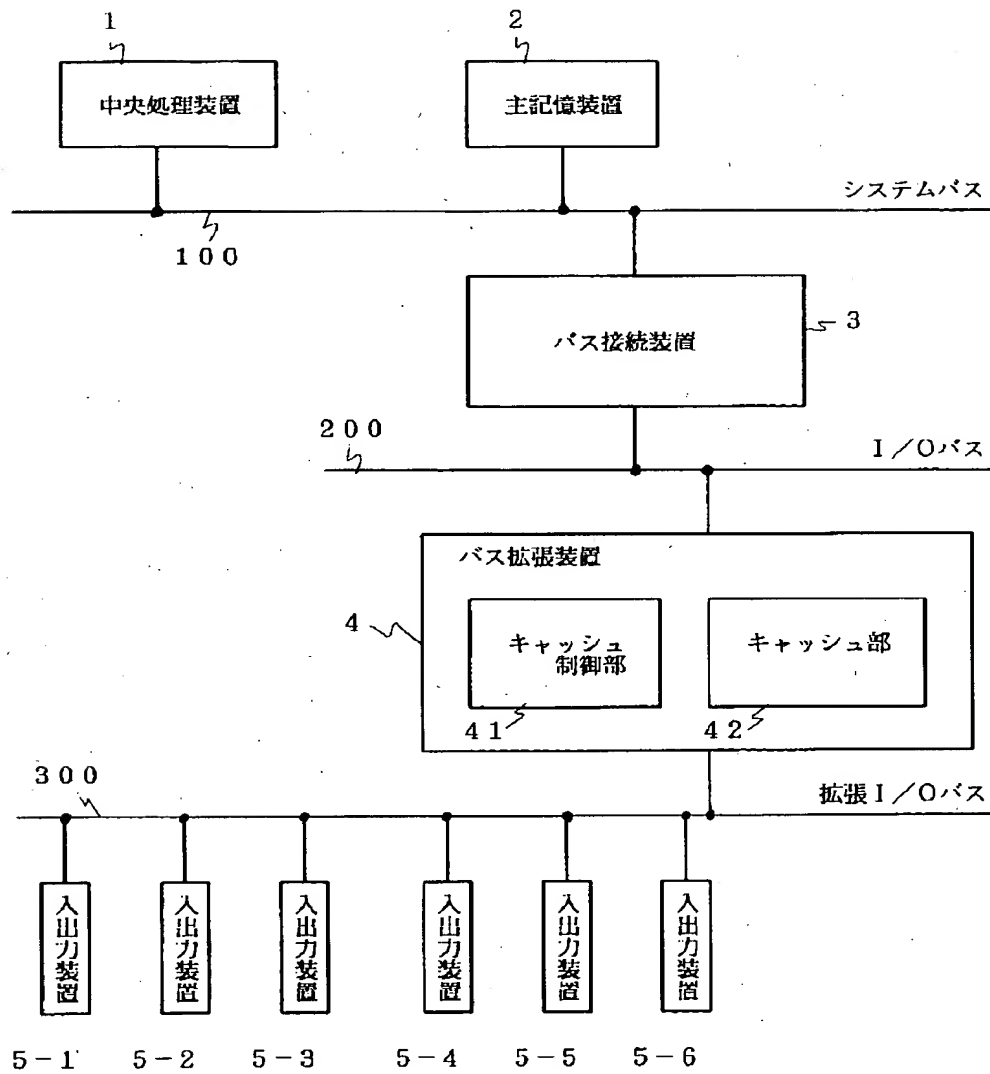 1
2
中央処理装置
主記憶装置
システムバス
100
バス接続装置
3
200
I/Oバス
バス拡張装置
4
キャッシュ
制御部
キャッシュ部
41
42
300
拡張I/Oバス
入出力装置
入出力装置
入出力装置
入出力装置
入出力装置
入出力装置
5-1
5-2
5-3
5-4
5-5
5-6